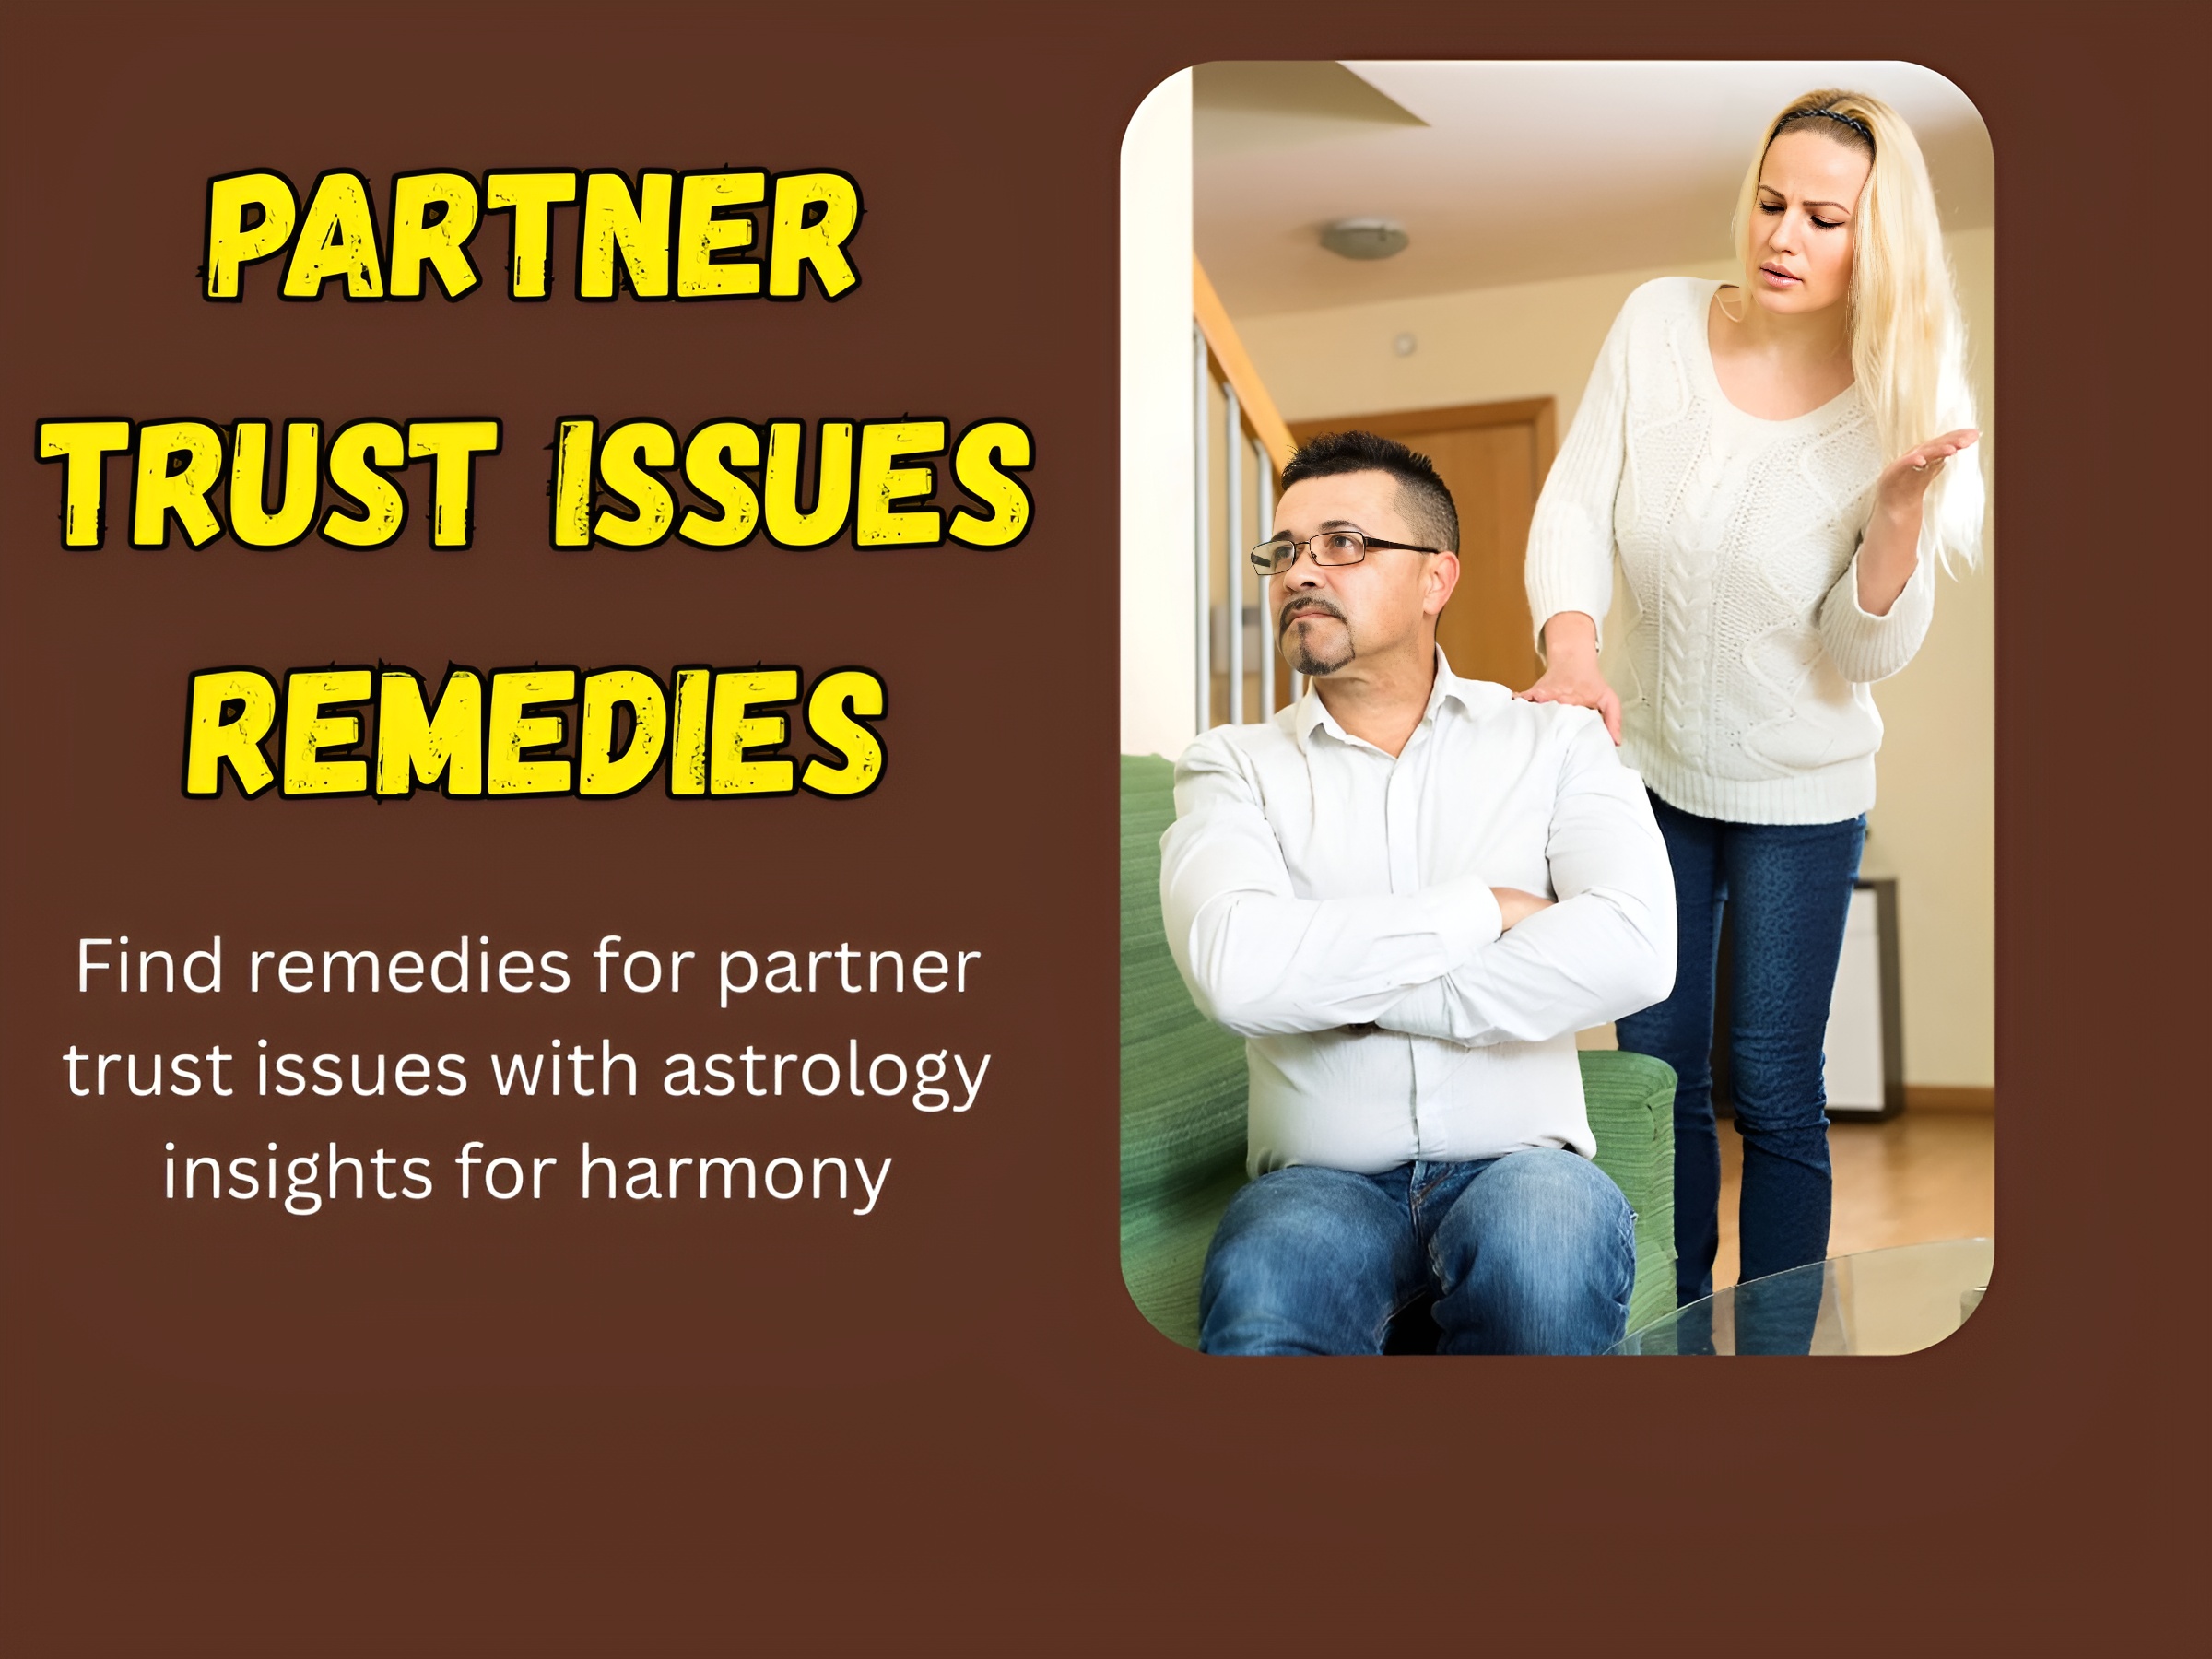 PARTNER
TRUST ISSUES
REMEDIES
Find remedies for partner
trust issues with astrology
insights for harmony